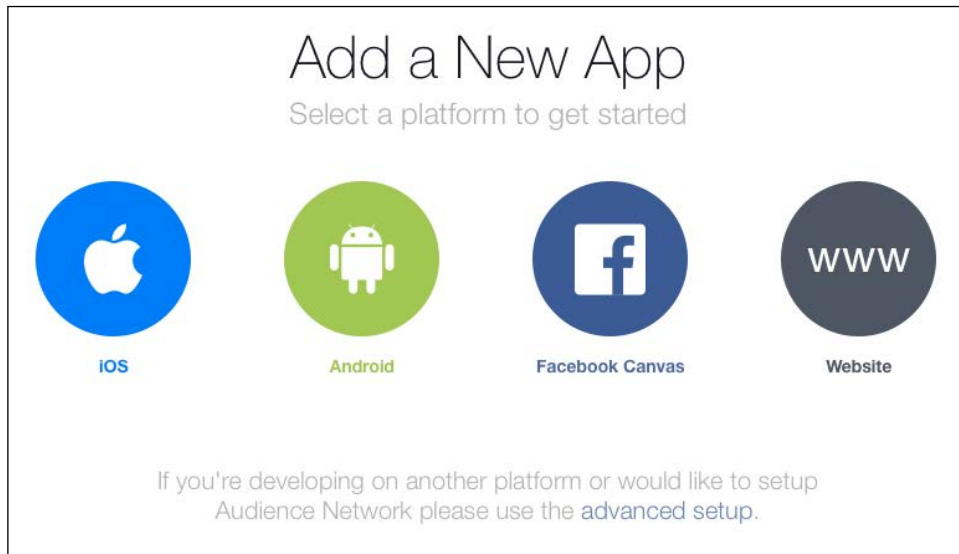 Add a New App
Select a platform to get started
www
iOS
Android
Facebook Canvas
Website
If you're developing on another platform or would like to setup
Audience Network please use the advanced setup.